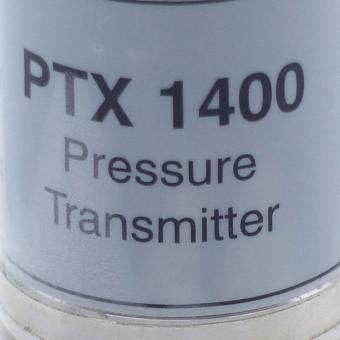 PTX 1400
Pressure
Transmitter